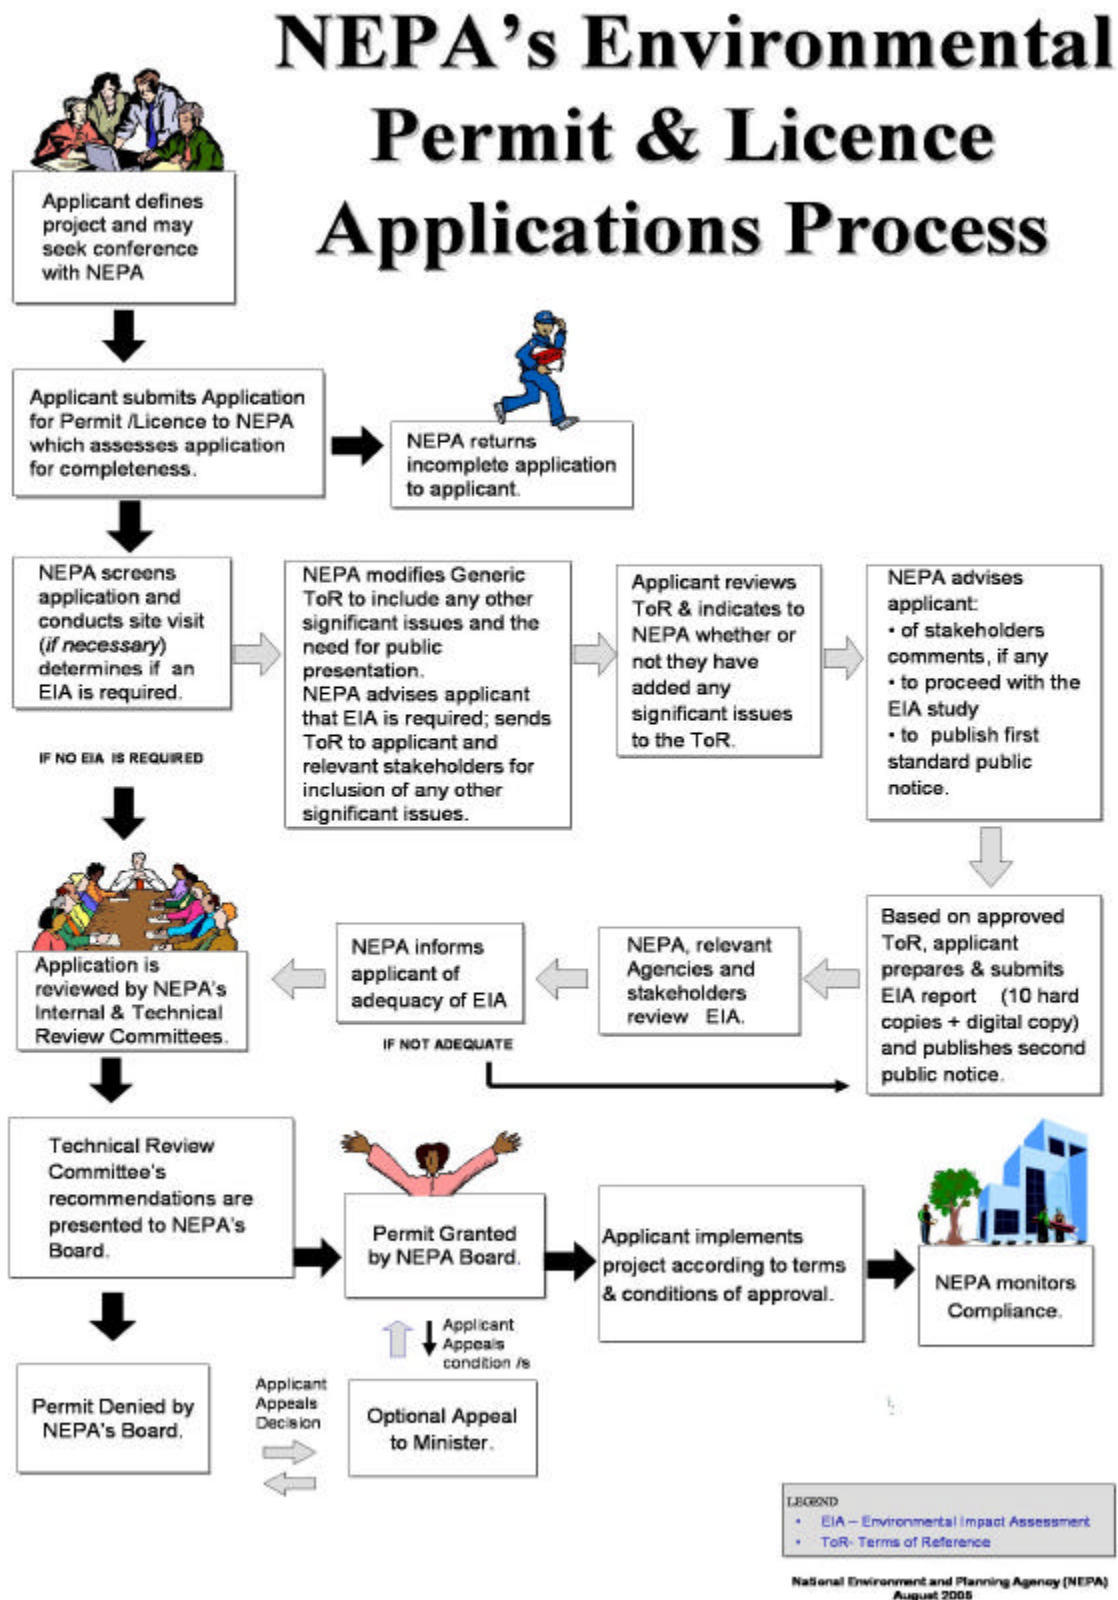 NEPA's Environmental
Permit & Licence
Applications Process
Applicant defines
project and may
seek conference
with NEPA
Applicant submits Application
for Permit /Licence to NEPA
which assesses application
for completeness.
NEPA returns
incomplete application
to applicant.
NEPA screens
application and
conducts site visit
(if necessary)
determines if an
EIA is required.
NEPA modifies Generic
ToR to include any other
significant issues and the
need for public
presentation.
NEPA advises applicant
that EIA is required; sends
ToR to applicant and
relevant stakeholders for
inclusion of any other
significant issues.
Applicant reviews
ToR & indicates to
NEPA whether or
not they have
added any
significant issues
to the ToR.
NEPA advises
applicant:
• of stakeholders
comments, if any
• to proceed with the
EIA study
• to publish first
standard public
notice.
IF NO EIA IS REQUIRED
Based on approved
ToR, applicant
prepares & submits
EIA report (10 hard
copies + digital copy)
and publishes second
public notice.
NEPA, relevant
Agencies and
stakeholders
review EIA.
NEPA informs
applicant of
adequacy of EIA
IF NOT ADEQUATE
Application is
reviewed by NEPA's
Internal & Technical
Review Committees.
Technical Review
Committee's
recommendations are
presented to NEPA's
Board.
Permit Granted
by NEPA Board.
Applicant implements
project according to terms
& conditions of approval.
NEPA monitors
Compliance.
Applicant
Appeals
condition /s
Permit Denied by
NEPA's Board.
Applicant
Appeals
Decision
Optional Appeal
to Minister.
LEGEND
• EIA – Environmental Impact Assessment
• ToR- Terms of Reference
National Environment and Planning Agency (NEPA)
August 2005